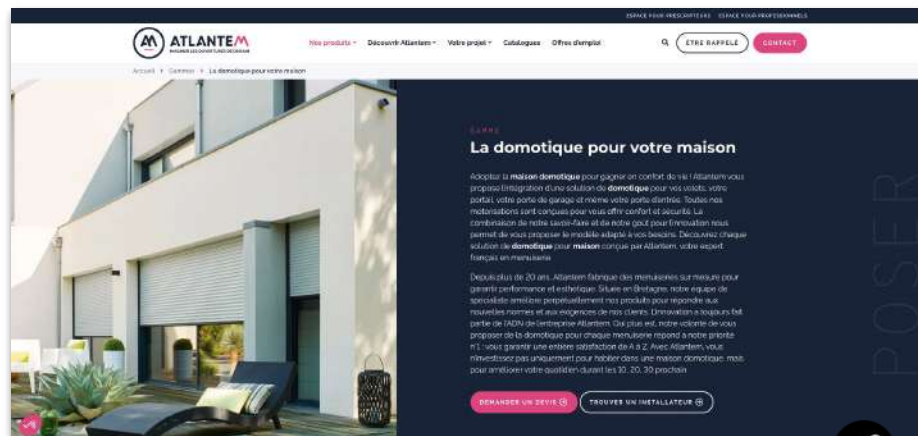 ESPACE POUR PRESCRIPTEURS ESPACE POUR PROFESSIONNELS
ATLANTEM
Nos produits Découvrir Atlantem Votre projet Catalogues Offres d'emploi
ÊTRE RAPPELÉ CONTACT
Accueil Gammes La domotique pour votre maison
GAMME
La domotique pour votre maison
Adoptez la maison domotique pour gagner en confort de vie ! Atlantem vous
propose l'intégration d'une solution de domotique pour vos volets, votre
portail, votre porte de garage et même votre porte d'entrée. Toutes nos
motorisations sont conçues pour vous offrir confort et sécurité. La
combinaison de notre savoir-faire et de notre goût pour l'innovation nous
permet de vous proposer le modèle adapté à vos besoins. Découvrez chaque
solution de domotique pour maison conçue par Atlantem, votre expert
français en menuiserie.
Depuis plus de 20 ans, Atlantem fabrique des menuiseries sur mesure pour
garantir performance et esthétique. Située en Bretagne, notre équipe de
spécialiste améliore perpétuellement nos produits pour répondre aux
nouvelles normes et aux exigences de nos clients. L'innovation a toujours fait
partie de l'ADN de l'entreprise Atlantem. Qui plus est, notre volonté de vous
proposer de la domotique pour chaque menuiserie répond à notre priorité
n°1 : vous garantir une entière satisfaction de A à Z. Avec Atlantem, vous
n'investissez pas uniquement pour habiter dans une maison domotique, mais
pour améliorer votre quotidien durant les 10, 20, 30 prochain
DEMANDER UN DEVIS TROUVER UN INSTALLATEUR
POSER